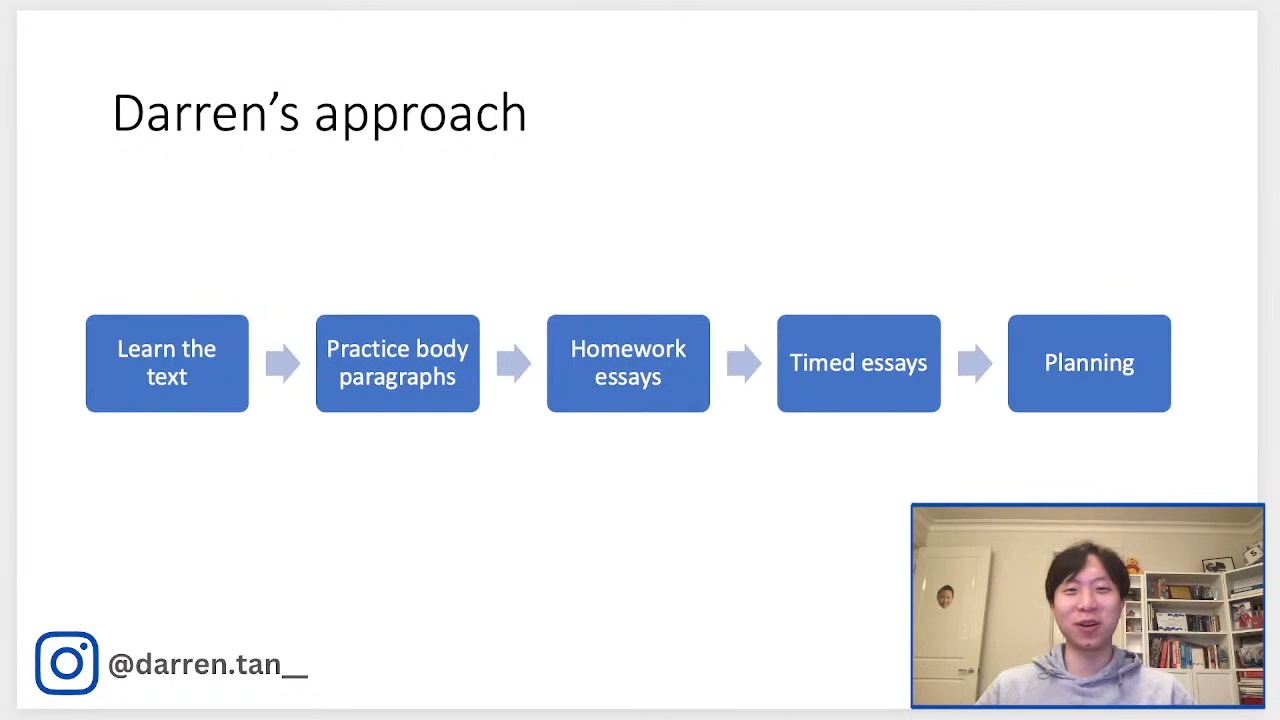 Darren’s approach
Learn the
text
Practice body
paragraphs
Homework
essays
Timed essays
Planning
@darren.tan__